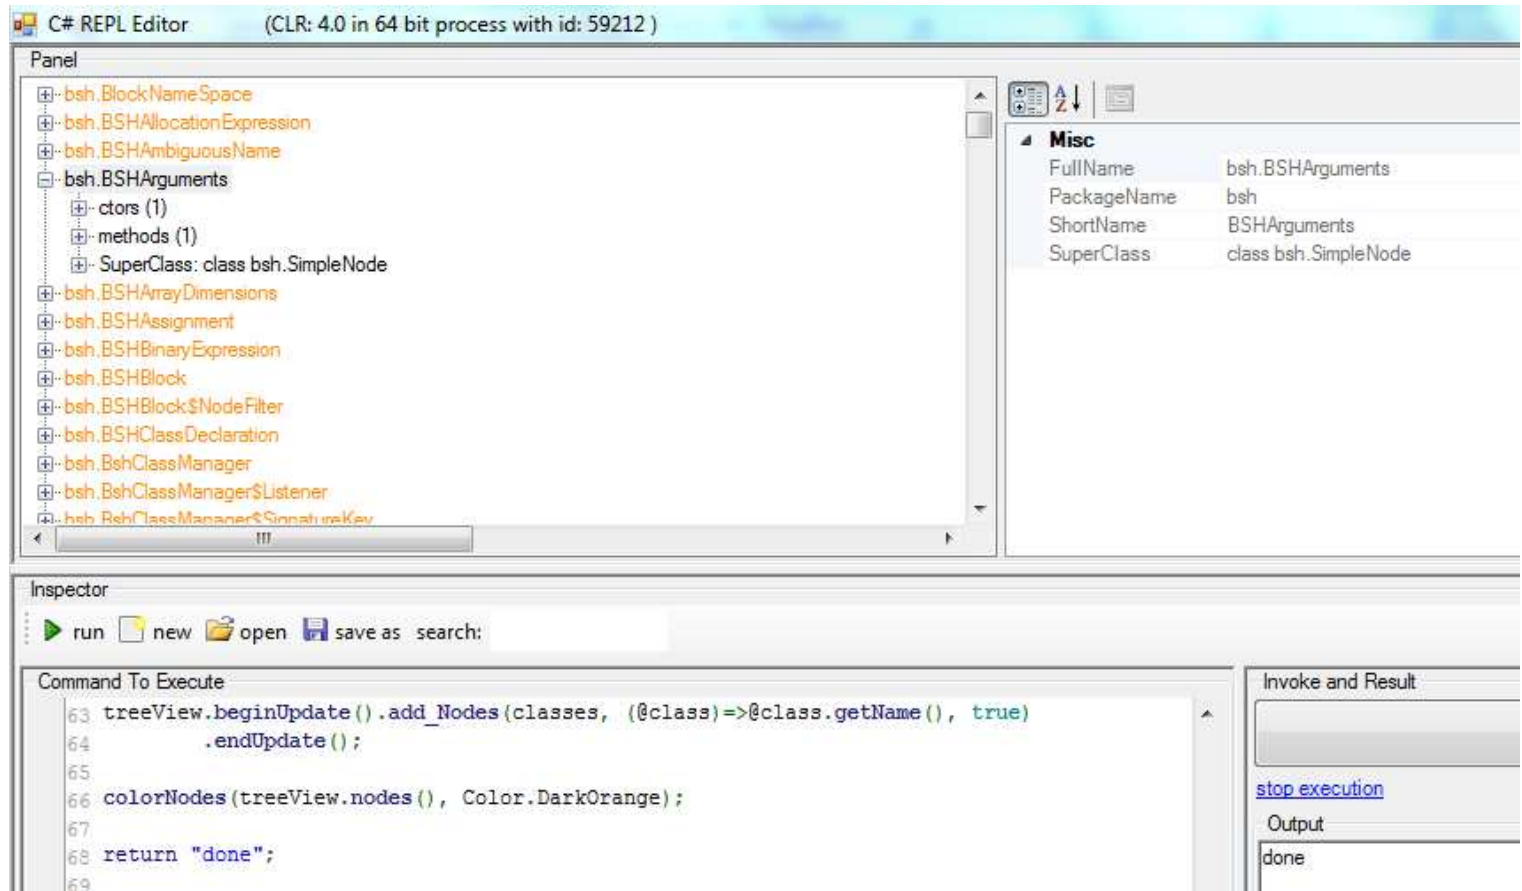 C# REPL Editor (CLR: 4.0 in 64 bit process with id: 59212 )
Panel
bsh.BlockNameSpace
bsh.BSHAllocationExpression
bsh.BSHAmbiguousName
bsh.BSHArguments
ctors (1)
methods (1)
SuperClass: class bsh.SimpleNode
bsh.BSHArrayDimensions
bsh.BSHAssignment
bsh.BSHBinaryExpression
bsh.BSHBlock
bsh.BSHBlock$NodeFilter
bsh.BSHClassDeclaration
bsh.BshClassManager
bsh.BshClassManager$Listener
bsh.BshClassManager$SignatureKey
Misc
FullName bsh.BSHArguments
PackageName bsh
ShortName BSHArguments
SuperClass class bsh.SimpleNode
Inspector
run new open save as search:
Command To Execute
63 treeView.beginUpdate().add_Nodes(classes, (@class)=>@class.getName(), true)
64 .endUpdate();
65
66 colorNodes(treeView.nodes(), Color.DarkOrange);
67
68 return "done";
69
Invoke and Result
stop execution
Output
done